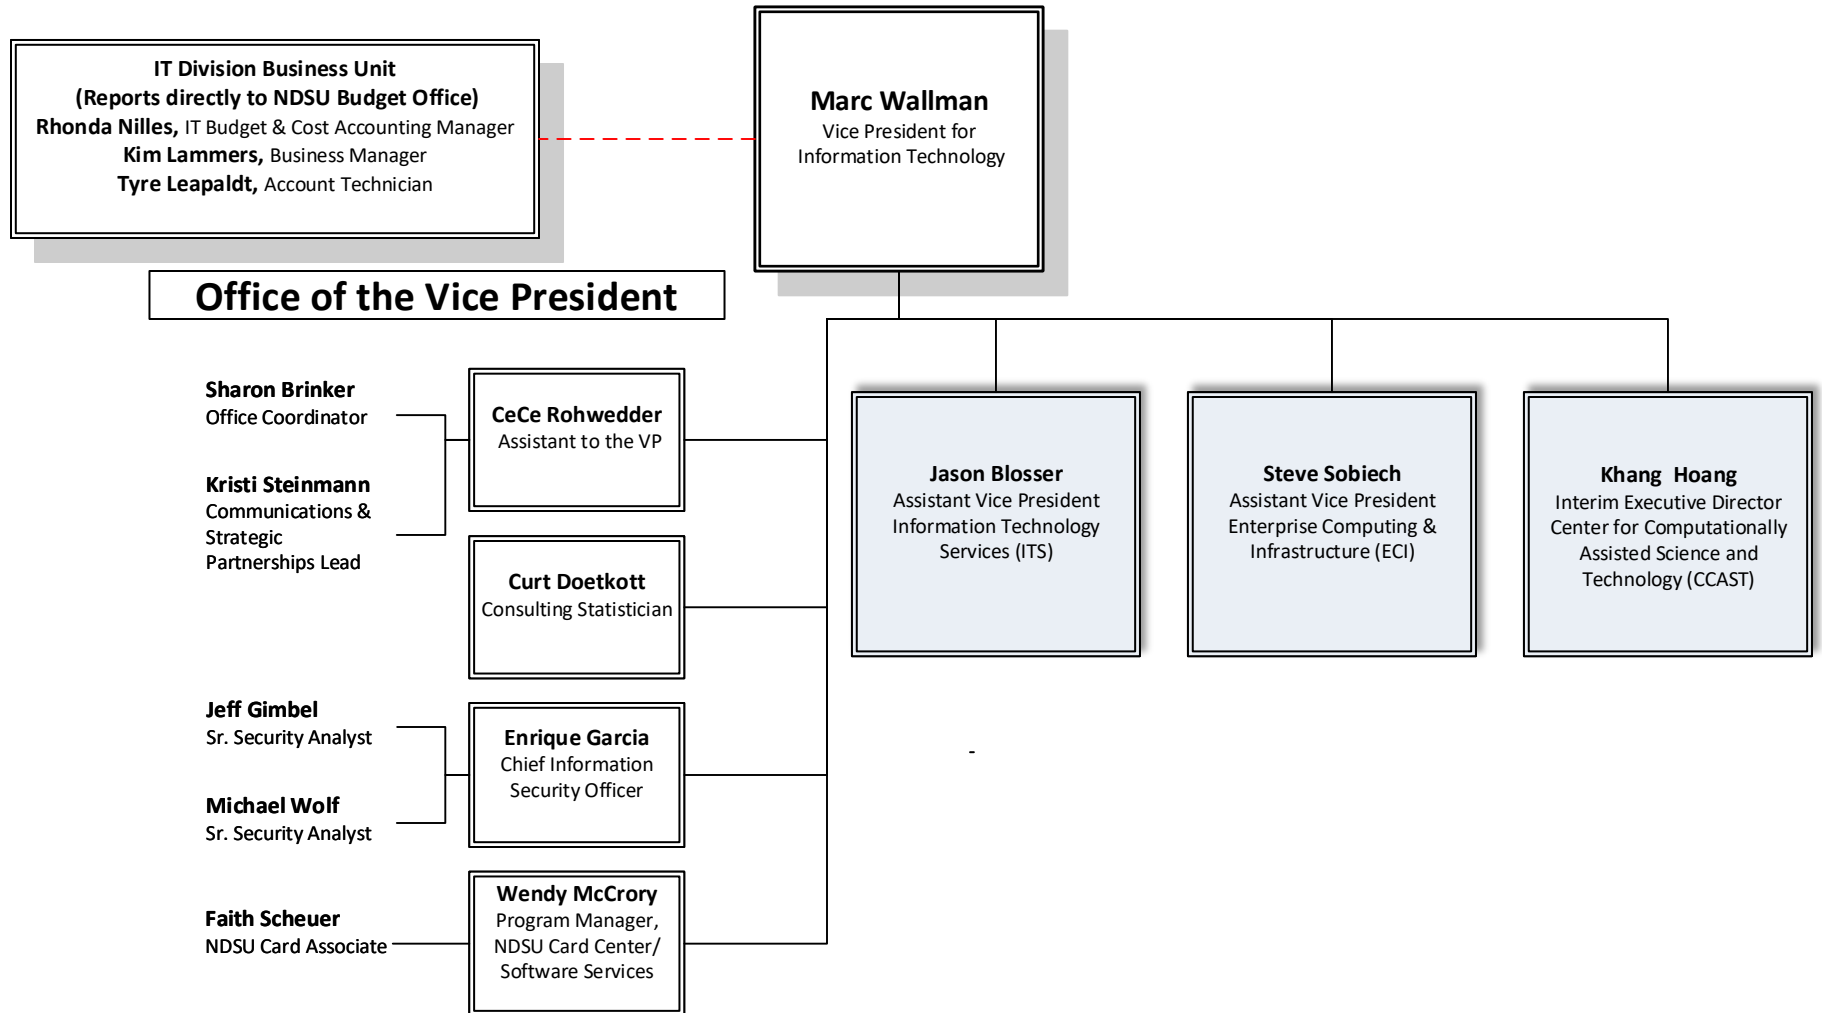 IT Division Business Unit
(Reports directly to NDSU Budget Office)
Rhonda Nilles, IT Budget & Cost Accounting Manager
Kim Lammers, Business Manager
Tyre Leapaldt, Account Technician
Marc Wallman
Vice President for
Information Technology
Office of the Vice President
Sharon Brinker
Office Coordinator
Kristi Steinmann
Communications &
Strategic
Partnerships Lead
CeCe Rohwedder
Assistant to the VP
Curt Doetkott
Consulting Statistician
Jeff Gimbel
Sr. Security Analyst
Michael Wolf
Sr. Security Analyst
Enrique Garcia
Chief Information
Security Officer
Faith Scheuer
NDSU Card Associate
Wendy McCrory
Program Manager,
NDSU Card Center/
Software Services
Jason Blosser
Assistant Vice President
Information Technology
Services (ITS)
Steve Sobiech
Assistant Vice President
Enterprise Computing &
Infrastructure (ECI)
Khang  Hoang
Interim Executive Director
Center for Computationally
Assisted Science and
Technology (CCAST)
-